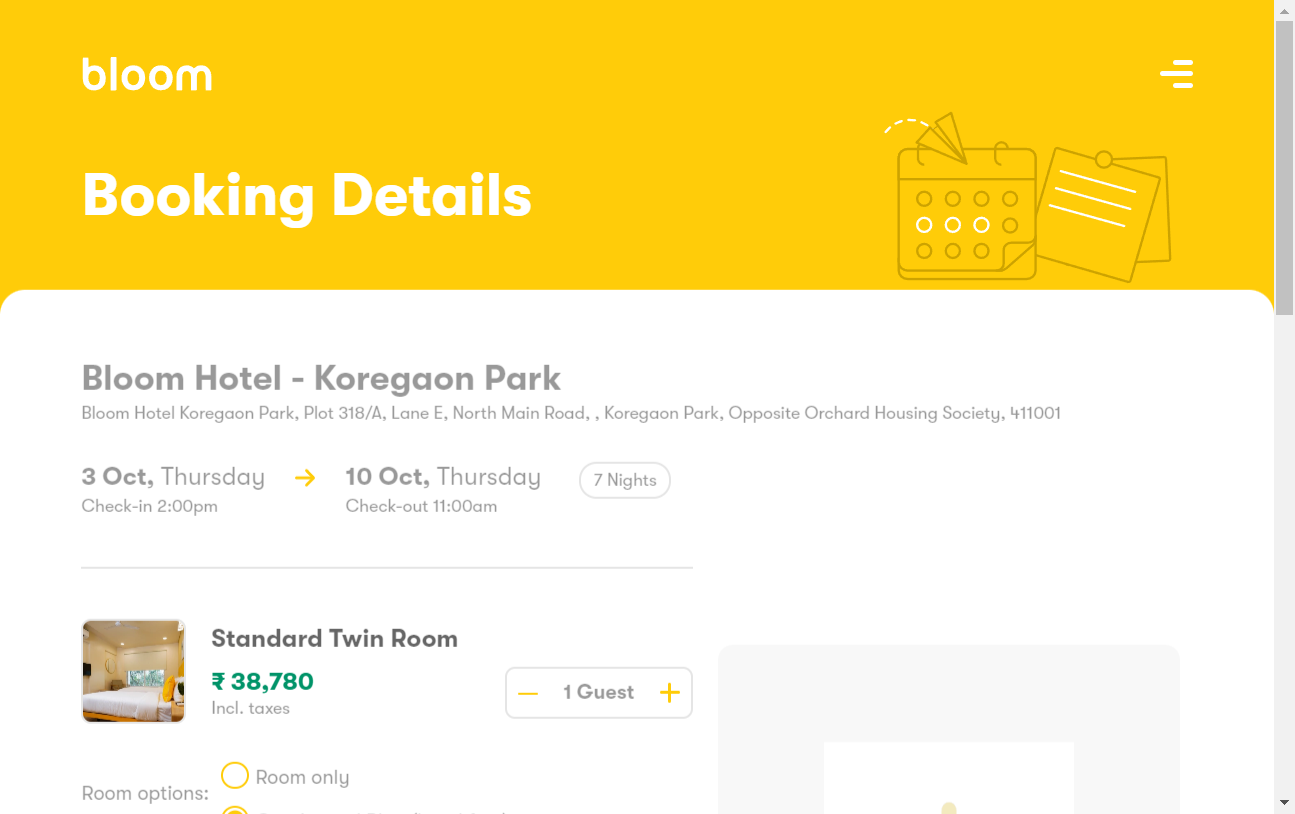 bloom
Booking Details
Bloom Hotel - Koregaon Park
Bloom Hotel Koregaon Park, Plot 318/A, Lane E, North Main Road, , Koregaon Park, Opposite Orchard Housing Society, 411001
3 Oct, Thursday
Check-in 2:00pm
10 Oct, Thursday
Check-out 11:00am
7 Nights
Standard Twin Room
₹ 38,780
Incl. taxes
1 Guest
Room options:
Room only